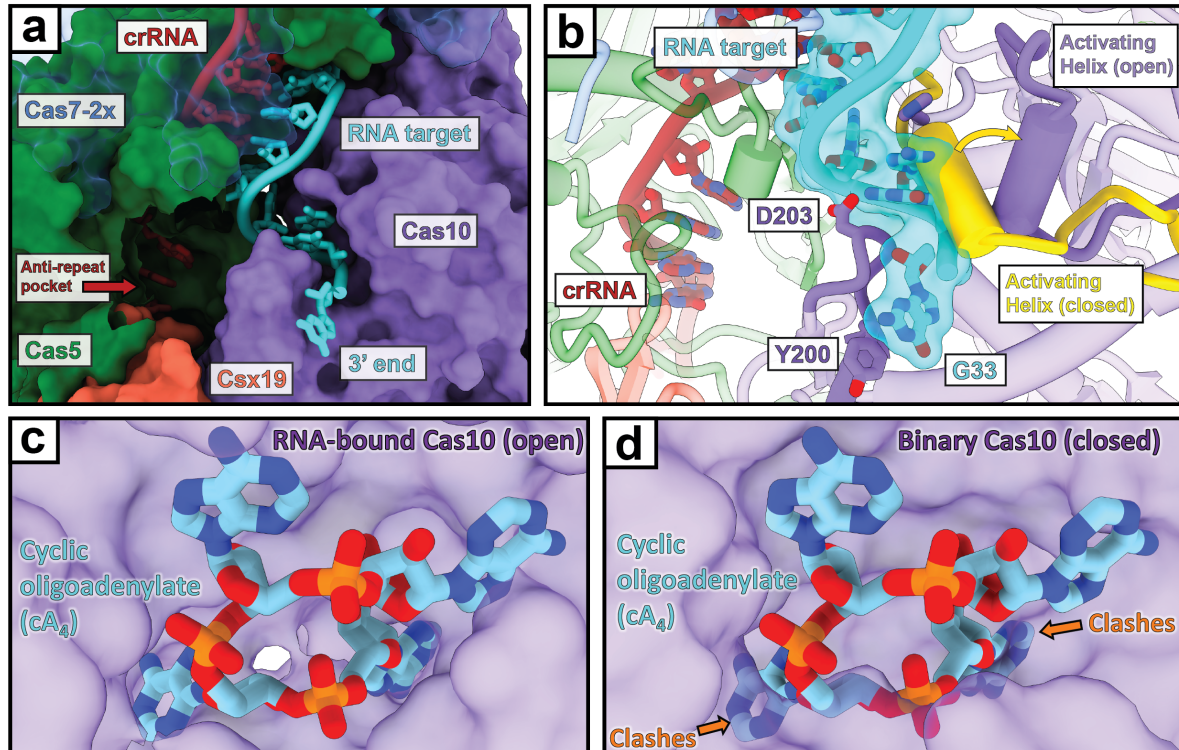 a
crRNA
Cas7-2x
RNA target
Cas10
Anti-repeat
pocket
Cas5
Csx19
3’ end
b
RNA target
Activating
Helix (open)
D203
crRNA
Activating
Helix (closed)
Y200
G33
c
RNA-bound Cas10 (open)
Cyclic
oligoadenylate
(cA₄)
d
Binary Cas10 (closed)
Cyclic
oligoadenylate
(cA₄)
Clashes
Clashes